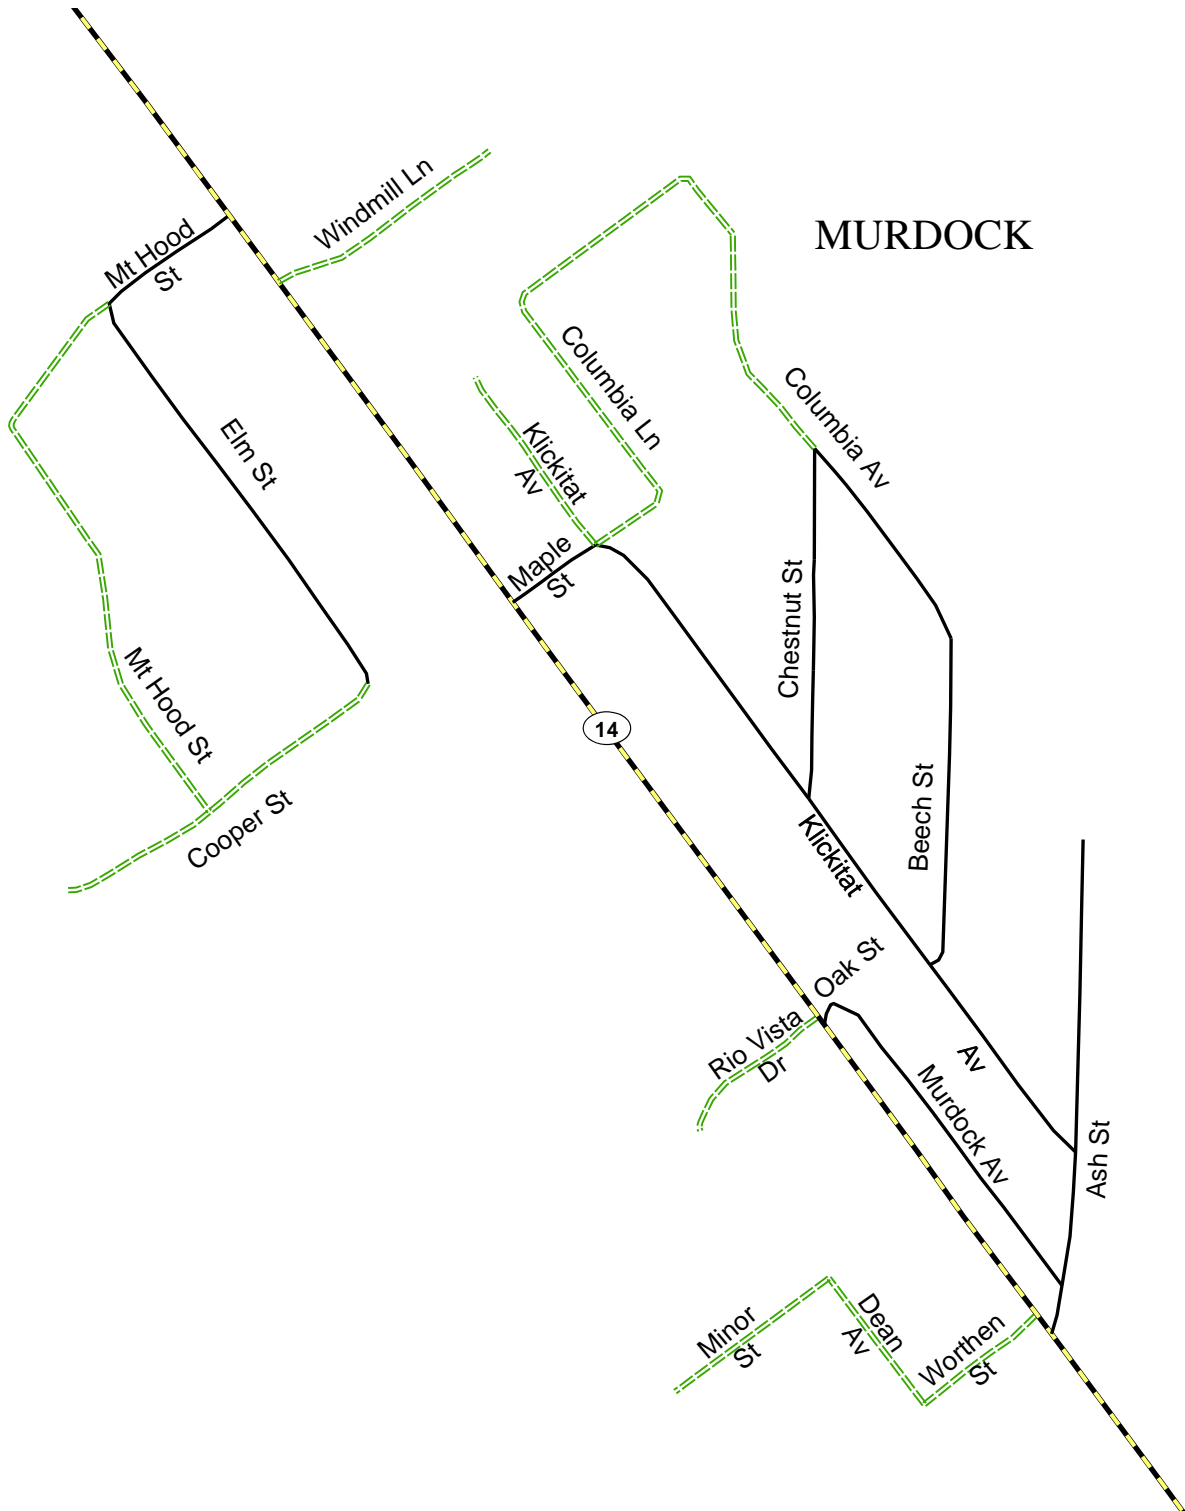 Windmill Ln
MURDOCK
Mt Hood
St
Columbia Ln
Columbia Av
Elm St
Klickitat
Av
Maple
St
Chestnut St
Mt Hood St
14
Beech St
Cooper St
Klickitat
Oak St
Rio Vista
Dr
Av
Murdock Av
Ash St
Minor
St
Dean
Av
Worthen
St